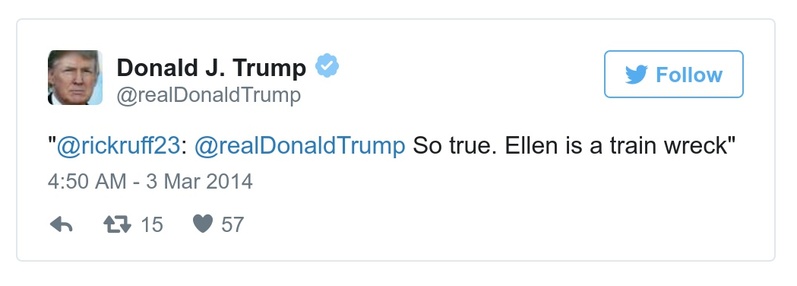 Donald J. Trump
Follow
@realDonaldTrump
"@rickruff23: @realDonaldTrump So true. Ellen is a train wreck"
4:50 AM - 3 Mar 2014
15 57